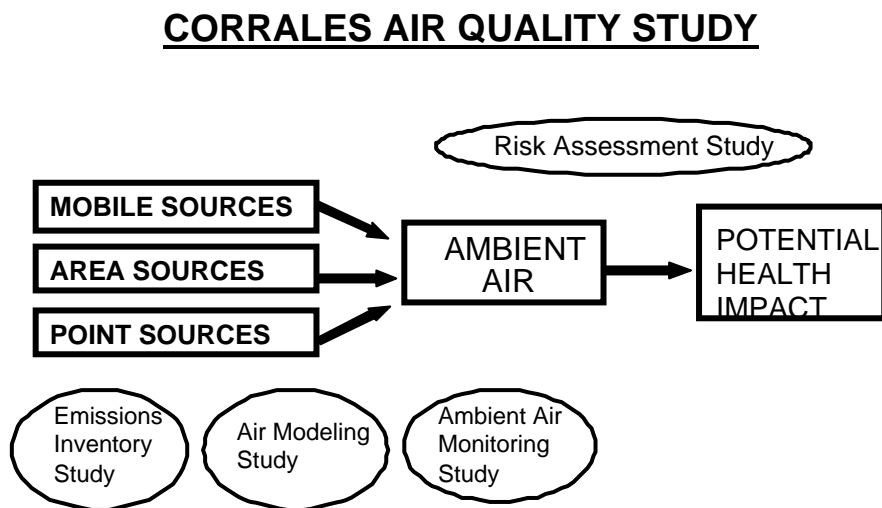 CORRALES AIR QUALITY STUDY
Risk Assessment Study
MOBILE SOURCES
AREA SOURCES
POINT SOURCES
AMBIENT
AIR
POTENTIAL
HEALTH
IMPACT
Emissions
Inventory
Study
Air Modeling
Study
Ambient Air
Monitoring
Study